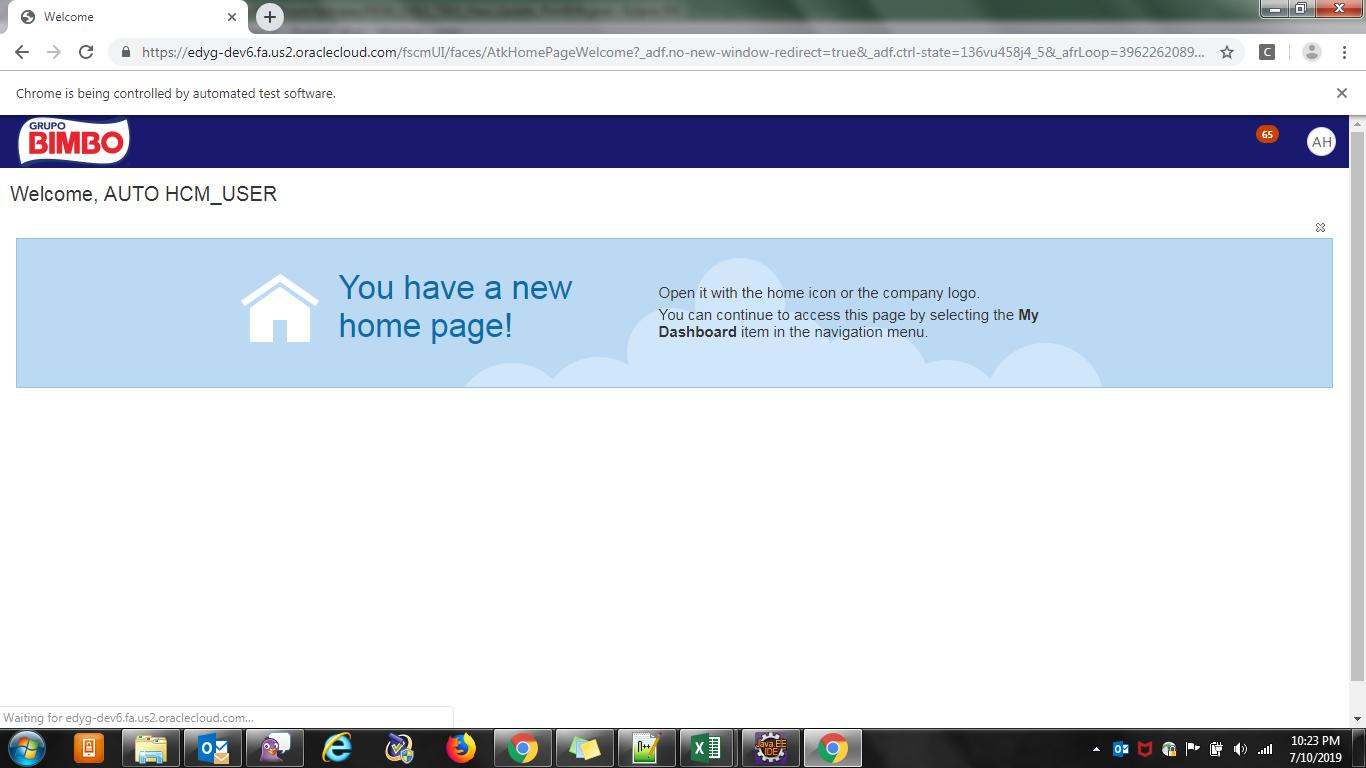 Welcome
https://edyg-dev6.fa.us2.oraclecloud.com/fscmUI/faces/AtkHomePageWelcome?_adf.no-new-window-redirect=true&_adf.ctrl-state=136vu458j4_5&_afrLoop=3962262089...
C
Chrome is being controlled by automated test software.
GRUPO
BIMBO
65
AH
Welcome, AUTO HCM_USER
You have a new
home page!
Open it with the home icon or the company logo.
You can continue to access this page by selecting the My
Dashboard item in the navigation menu.
Waiting for edyg-dev6.fa.us2.oraclecloud.com...
Java EE
IDE
10:23 PM
7/10/2019